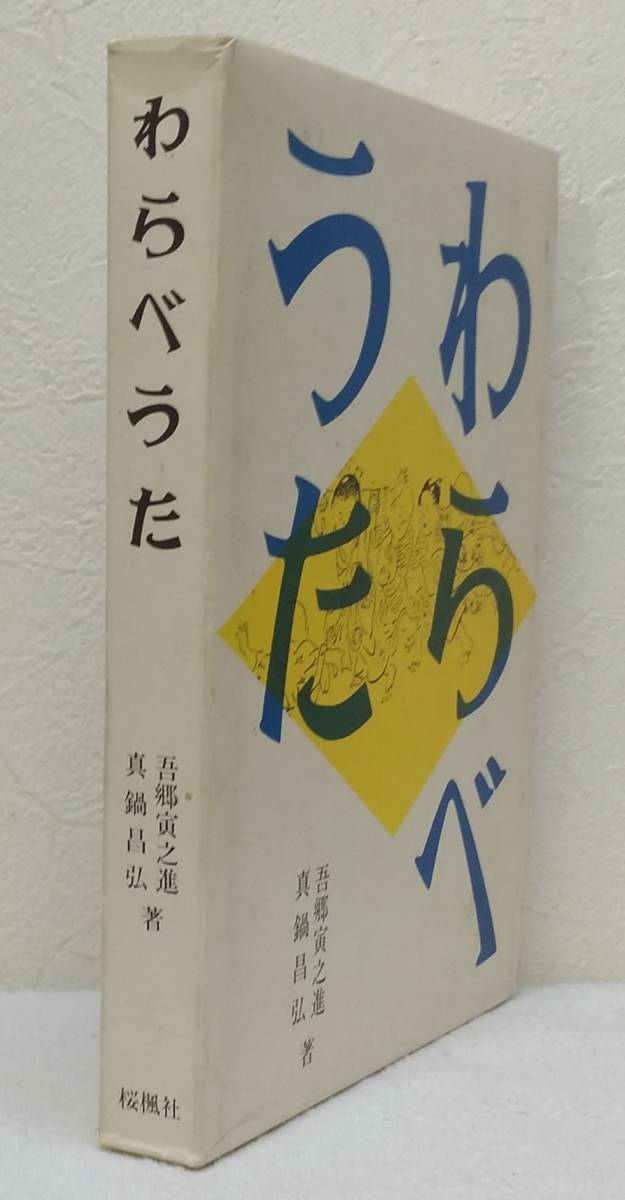 わらべうた
吾郷寅之進
真鍋昌弘 著
桜楓社
わらべ
うた
吾郷寅之進
真鍋昌弘 著